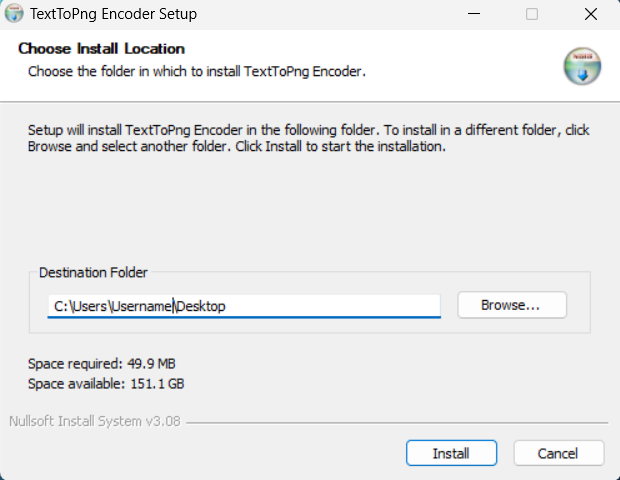 TextToPng Encoder Setup
Choose Install Location
Choose the folder in which to install TextToPng Encoder.
Setup will install TextToPng Encoder in the following folder. To install in a different folder, click
Browse and select another folder. Click Install to start the installation.
Destination Folder
C:\Users\Username\Desktop
Browse...
Space required: 49.9 MB
Space available: 151.1 GB
Nullsoft Install System v3.08
Install
Cancel